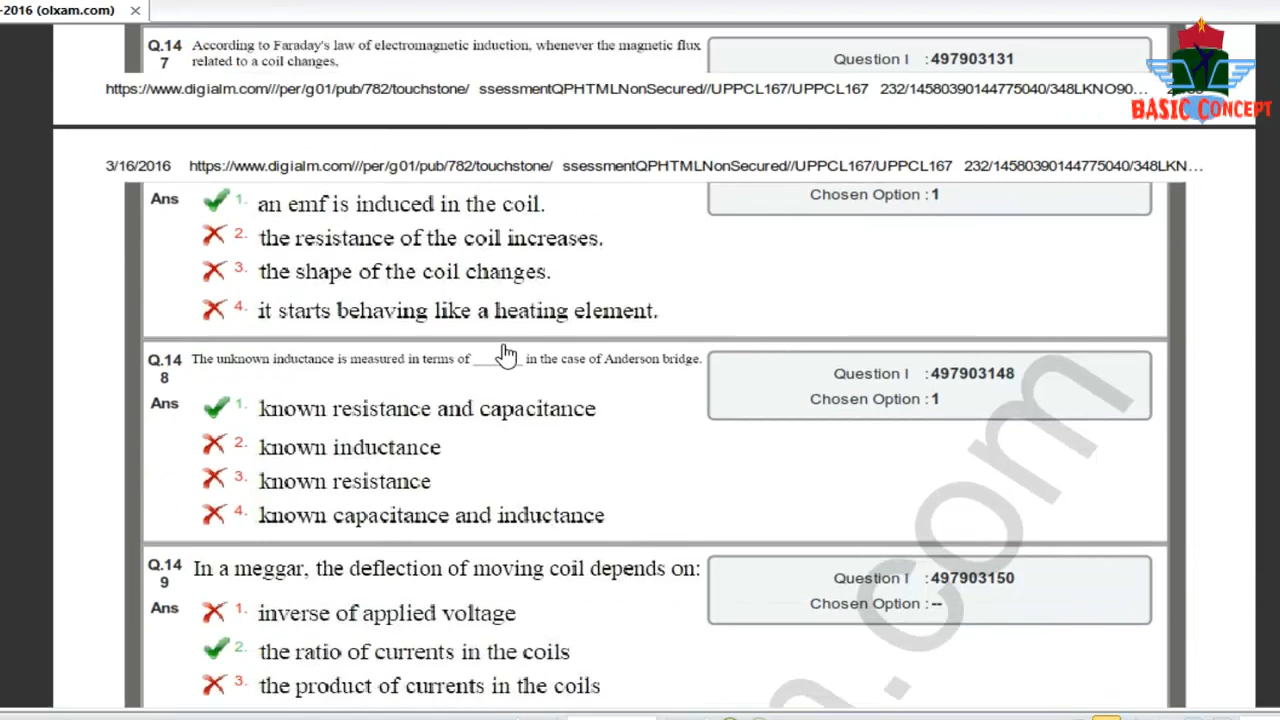 -2016 (olxam.com) ×
BASIC CONCEPT
Q.14 According to Faraday's law of electromagnetic induction, whenever the magnetic flux
7 related to a coil changes,
Question I : 497903131
https://www.digialm.com///per/g01/pub/782/touchstone/ ssessmentQPHTMLNonSecured//UPPCL167/UPPCL167 232/14580390144775040/348LKNO90...
3/16/2016 https://www.digialm.com///per/g01/pub/782/touchstone/ ssessmentQPHTMLNonSecured//UPPCL167/UPPCL167 232/14580390144775040/348LKN...
Chosen Option : 1
Ans 1. an emf is induced in the coil.
2. the resistance of the coil increases.
3. the shape of the coil changes.
4. it starts behaving like a heating element.
Q.14 The unknown inductance is measured in terms of ______ in the case of Anderson bridge.
8
Question I : 497903148
Chosen Option : 1
Ans 1. known resistance and capacitance
2. known inductance
3. known resistance
4. known capacitance and inductance
Q.14 In a meggar, the deflection of moving coil depends on:
9
Question I : 497903150
Chosen Option : --
Ans 1. inverse of applied voltage
2. the ratio of currents in the coils
3. the product of currents in the coils
.com